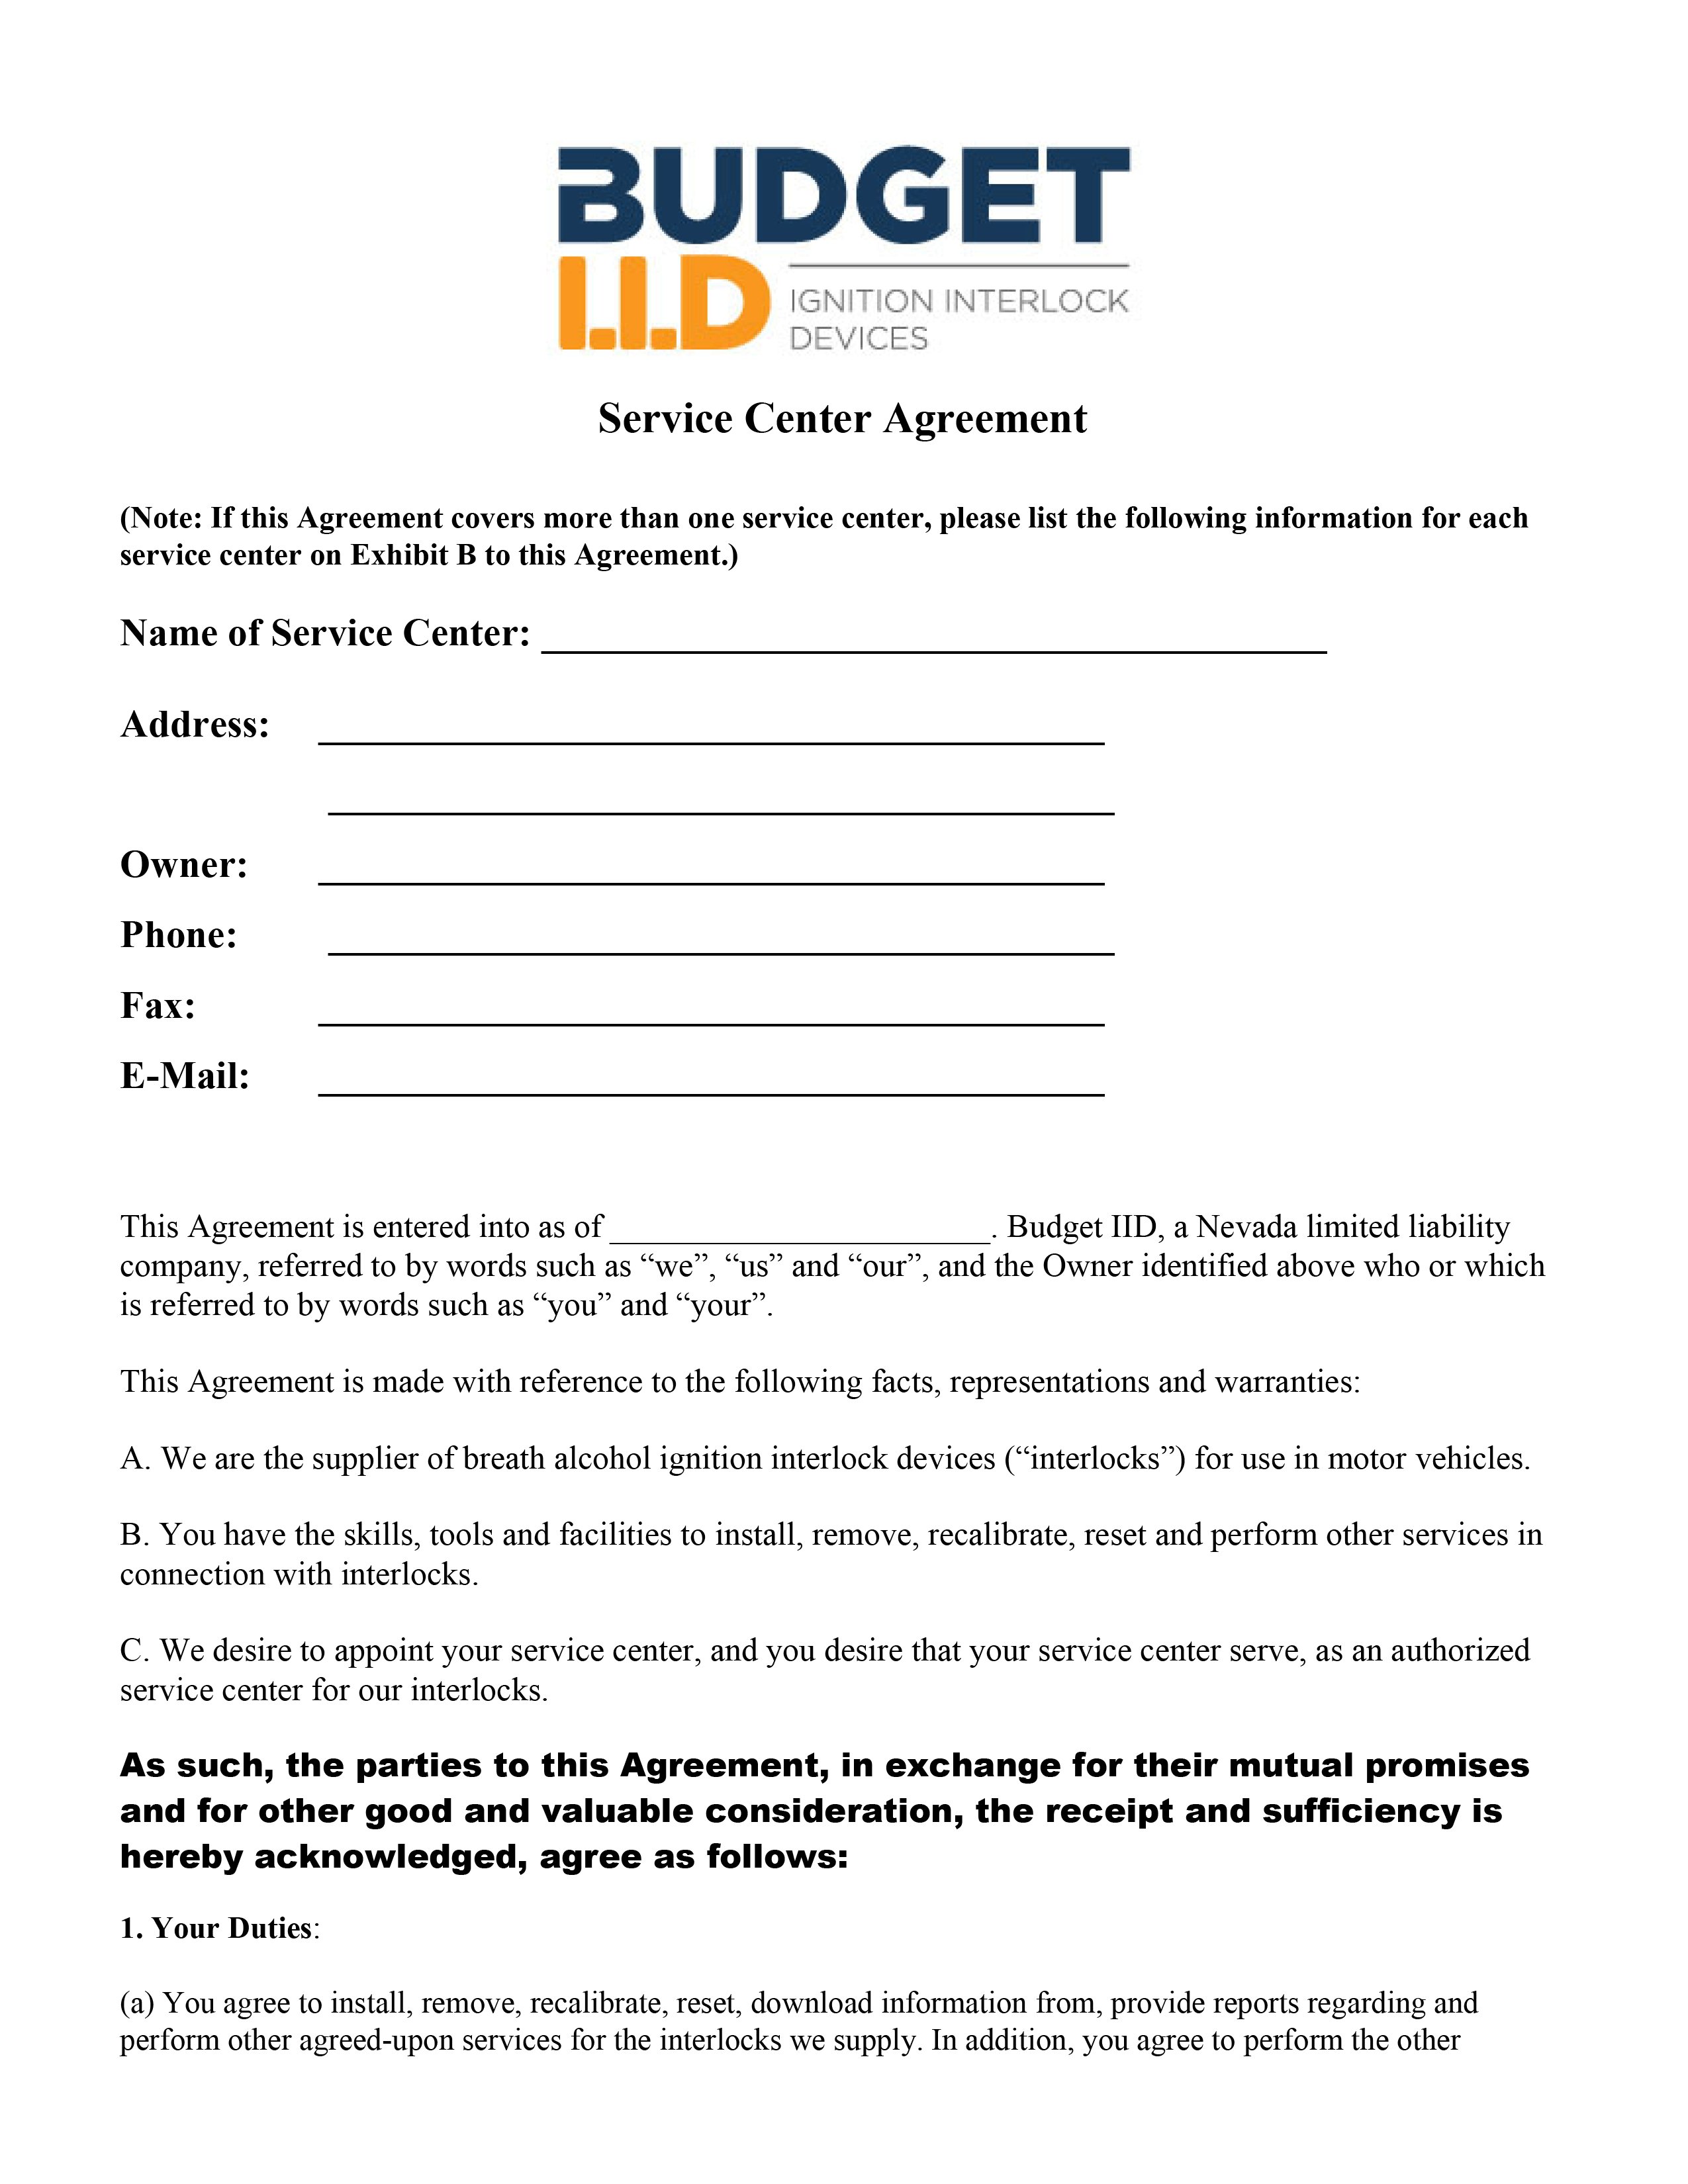 BUDGET
I.I.D IGNITION INTERLOCK
DEVICES
Service Center Agreement
(Note: If this Agreement covers more than one service center, please list the following information for each
service center on Exhibit B to this Agreement.)
Name of Service Center:
Address:
Owner:
Phone:
Fax:
E-Mail:
This Agreement is entered into as of ______________________. Budget IID, a Nevada limited liability
company, referred to by words such as “we”, “us” and “our”, and the Owner identified above who or which
is referred to by words such as “you” and “your”.
This Agreement is made with reference to the following facts, representations and warranties:
A. We are the supplier of breath alcohol ignition interlock devices (“interlocks”) for use in motor vehicles.
B. You have the skills, tools and facilities to install, remove, recalibrate, reset and perform other services in
connection with interlocks.
C. We desire to appoint your service center, and you desire that your service center serve, as an authorized
service center for our interlocks.
As such, the parties to this Agreement, in exchange for their mutual promises
and for other good and valuable consideration, the receipt and sufficiency is
hereby acknowledged, agree as follows:
1. Your Duties:
(a) You agree to install, remove, recalibrate, reset, download information from, provide reports regarding and
perform other agreed-upon services for the interlocks we supply. In addition, you agree to perform the other